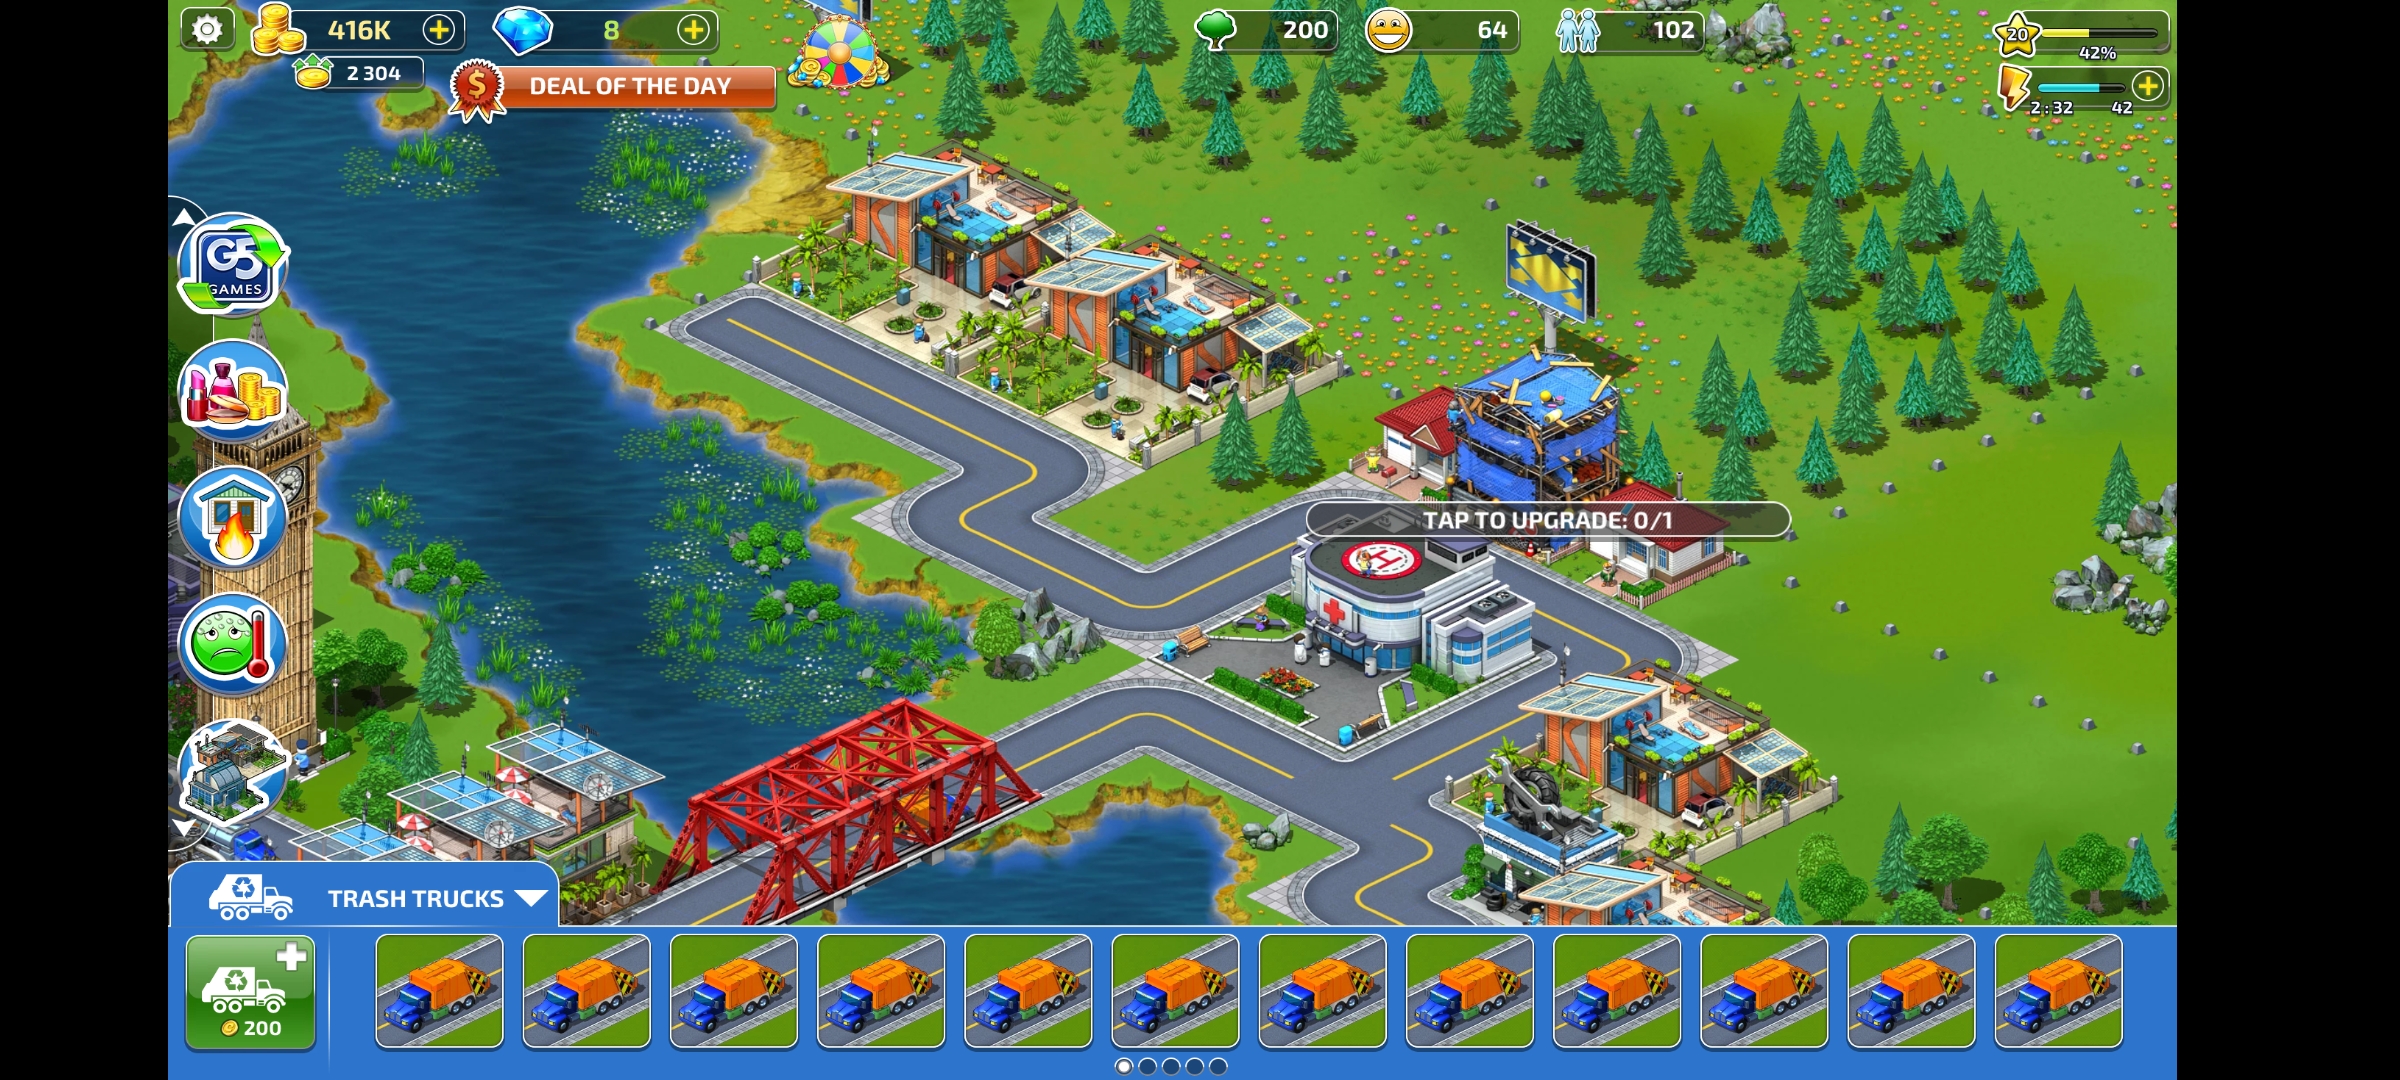 416K
8
200
64
102
20
42%
2 304
DEAL OF THE DAY
2:32
42
G5
GAMES
TAP TO UPGRADE: 0/1
H
TRASH TRUCKS
200